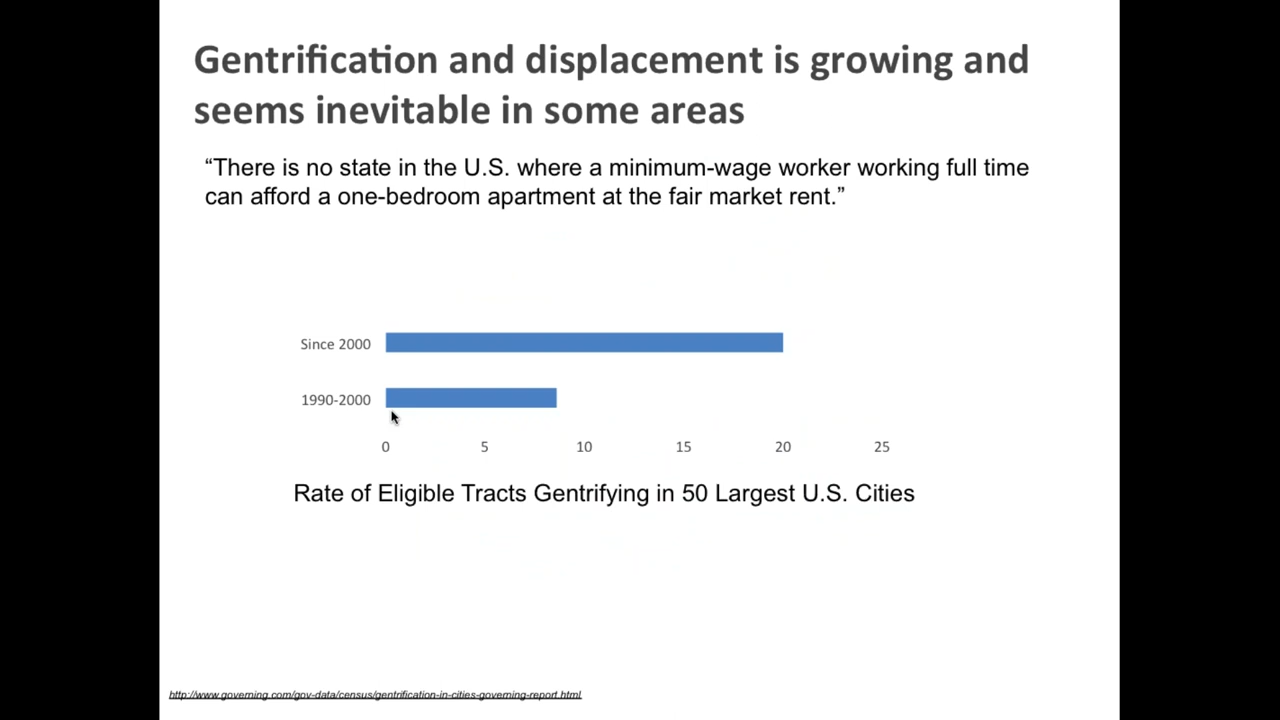 Gentrification and displacement is growing and
seems inevitable in some areas
“There is no state in the U.S. where a minimum-wage worker working full time
can afford a one-bedroom apartment at the fair market rent.”
Since 2000
1990-2000
0 5 10 15 20 25
Rate of Eligible Tracts Gentrifying in 50 Largest U.S. Cities
http://www.governing.com/gov-data/census/gentrification-in-cities-governing-report.html